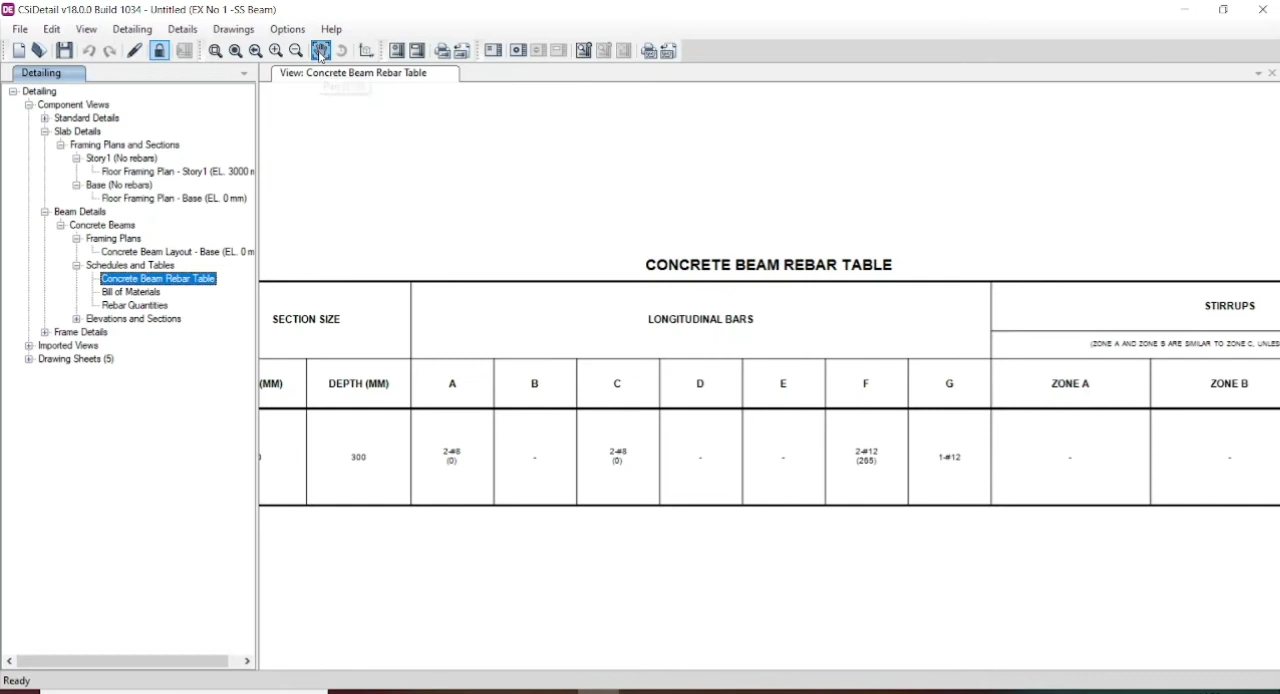 DE CSiDetail v18.0.0 Build 1034 - Untitled (EX No 1 -SS Beam)
File Edit View Detailing Details Drawings Options Help
Detailing
View: Concrete Beam Rebar Table
Detailing
Component Views
Standard Details
Slab Details
Framing Plans and Sections
Story1 (No rebars)
Floor Framing Plan - Story1 (EL. 3000 m
Base (No rebars)
Floor Framing Plan - Base (EL. 0 mm)
Beam Details
Concrete Beams
Framing Plans
Concrete Beam Layout - Base (EL. 0 m
Schedules and Tables
Concrete Beam Rebar Table
Bill of Materials
Rebar Quantities
Elevations and Sections
Frame Details
Imported Views
Drawing Sheets (5)
CONCRETE BEAM REBAR TABLE
SECTION SIZE LONGITUDINAL BARS STIRRUPS
(ZONE A AND ZONE B ARE SIMILAR TO ZONE C, UNLES
(MM) DEPTH (MM) A B C D E F G ZONE A ZONE B
300 2-#8 - 2-#8 - - 2-#12 1-#12 - -
(0) (0) (265)
Ready